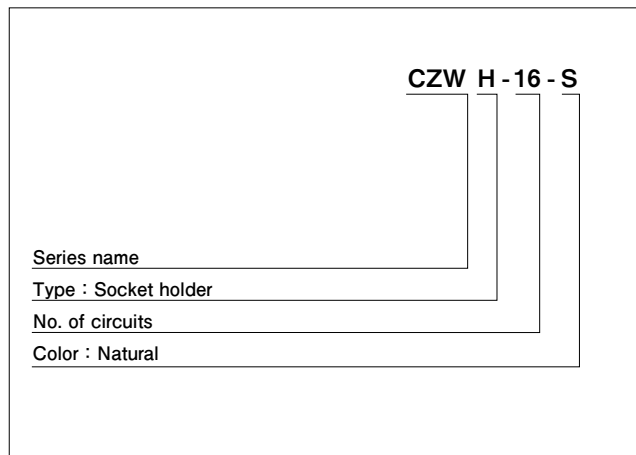 CZW H - 16 - S
Series name
Type：Socket holder
No. of circuits
Color：Natural